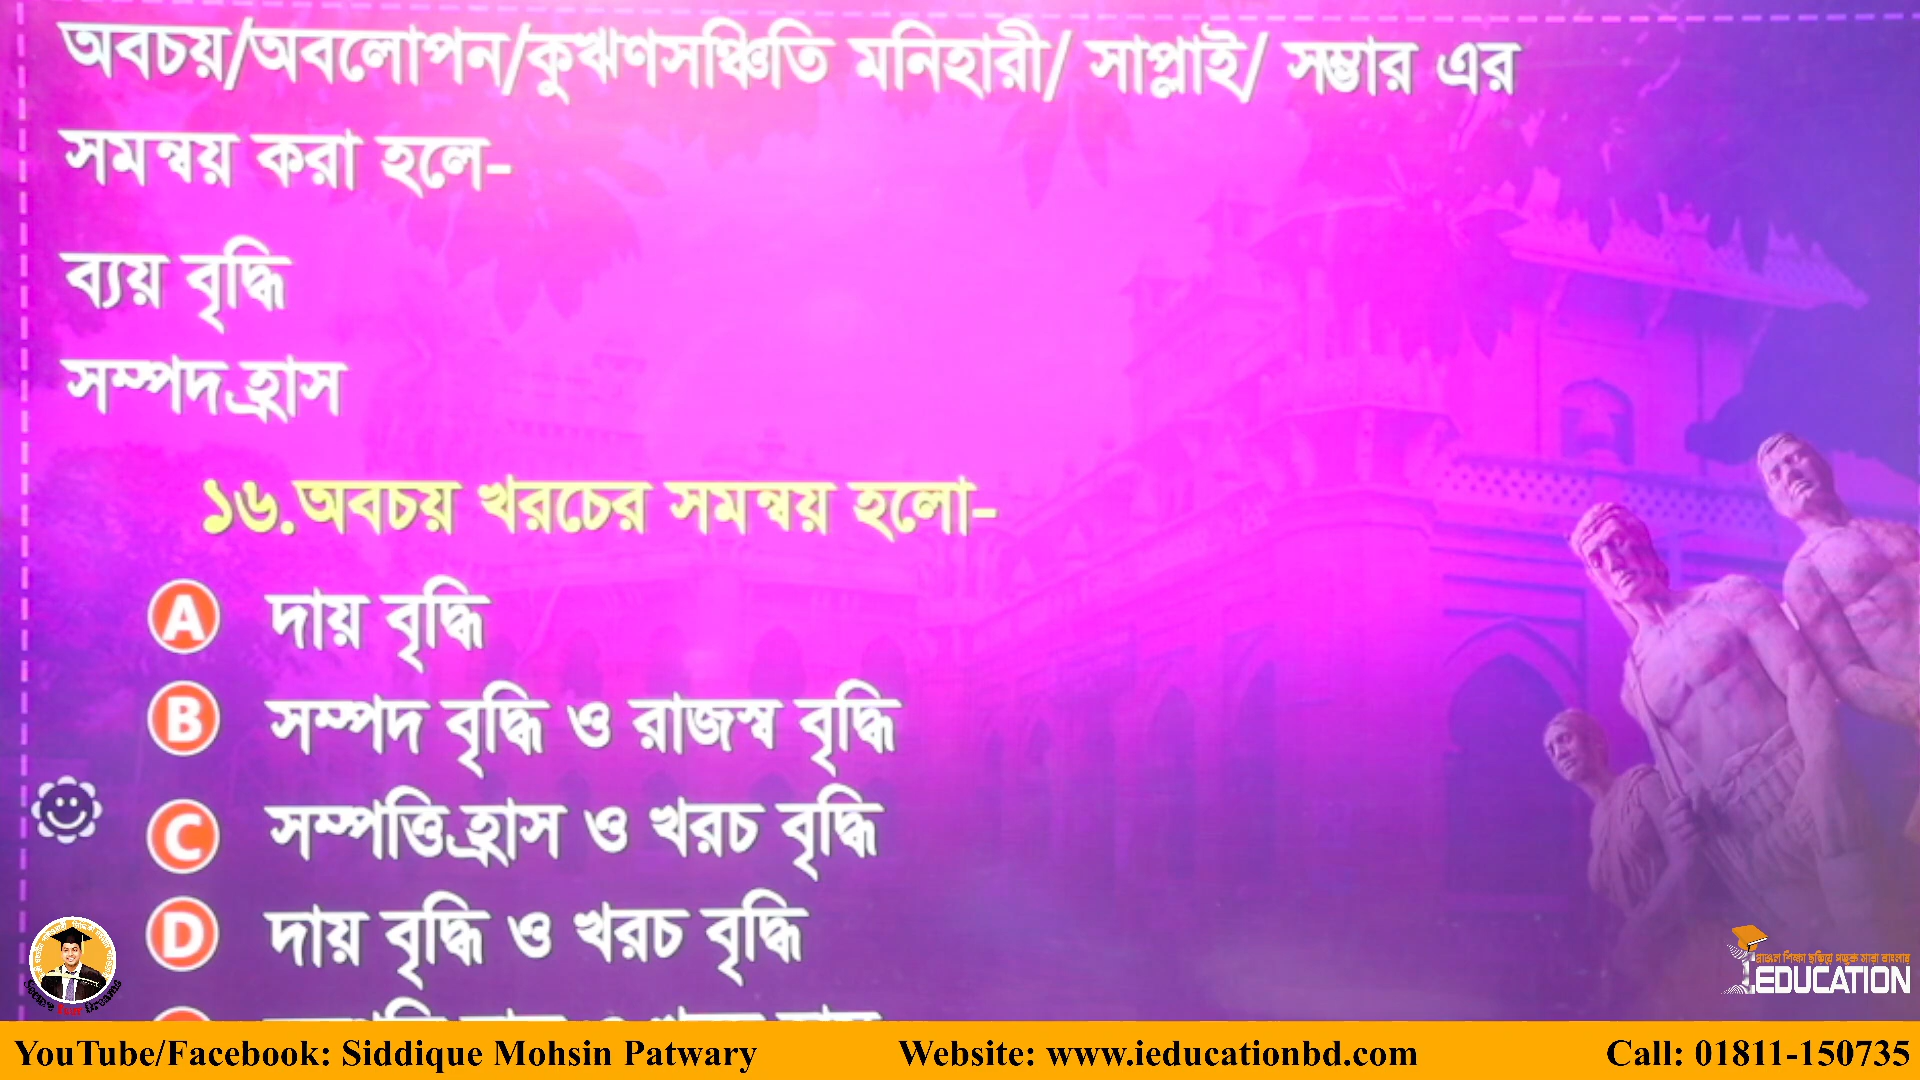 অবচয়/অবলোপন/কুঋণসঞ্চিতি মনিহারী/ সাপ্লাই/ সম্ভার এর
সমন্বয় করা হলে-
ব্যয় বৃদ্ধি
সম্পদ হ্রাস
১৬.অবচয় খরচের সমন্বয় হলো-
A দায় বৃদ্ধি
B সম্পদ বৃদ্ধি ও রাজস্ব বৃদ্ধি
C সম্পত্তি হ্রাস ও খরচ বৃদ্ধি
D দায় বৃদ্ধি ও খরচ বৃদ্ধি
EDUCATION
YouTube/Facebook: Siddique Mohsin Patwary Website: www.ieducationbd.com Call: 01811-150735